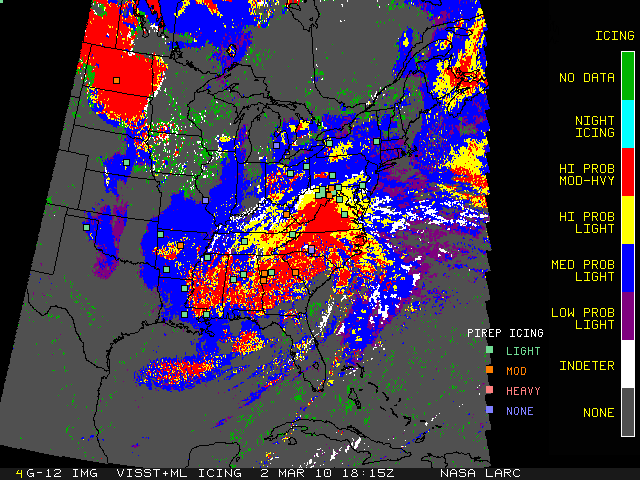 ICING
NO DATA
NIGHT
ICING
HI PROB
MOD-HVY
HI PROB
LIGHT
MED PROB
LIGHT
LOW PROB
LIGHT
INDETER
NONE
PIREP ICING
LIGHT
MOD
HEAVY
NONE
4 G-12 IMG VISST+ML ICING 2 MAR 10 18:15Z NASA LARC